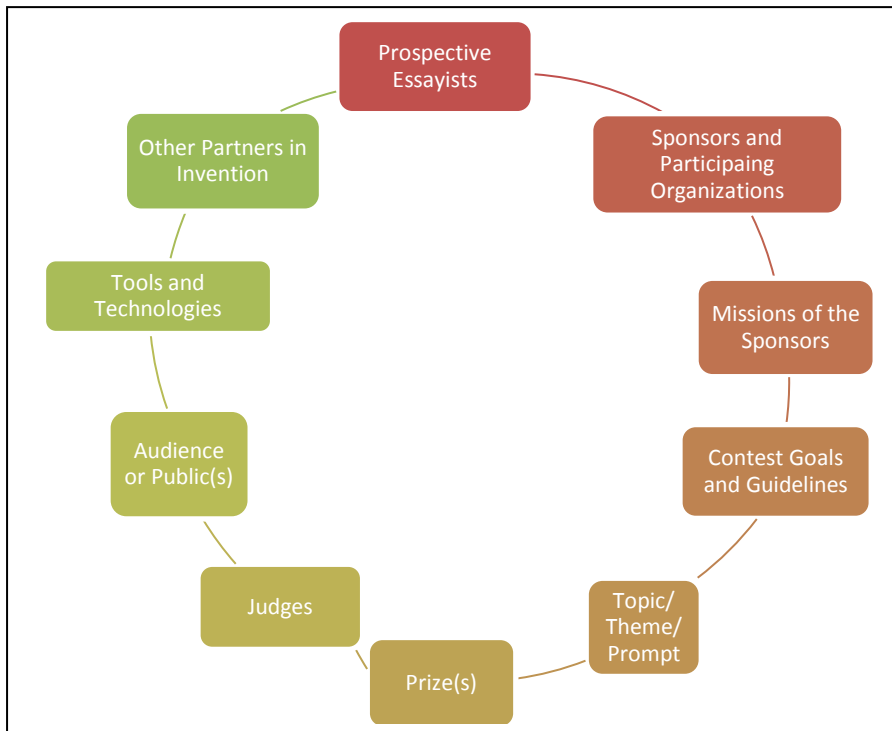 Prospective
Essayists
Sponsors and
Participaing
Organizations
Missions of the
Sponsors
Contest Goals
and Guidelines
Topic/
Theme/
Prompt
Prize(s)
Judges
Audience
or Public(s)
Tools and
Technologies
Other Partners in
Invention